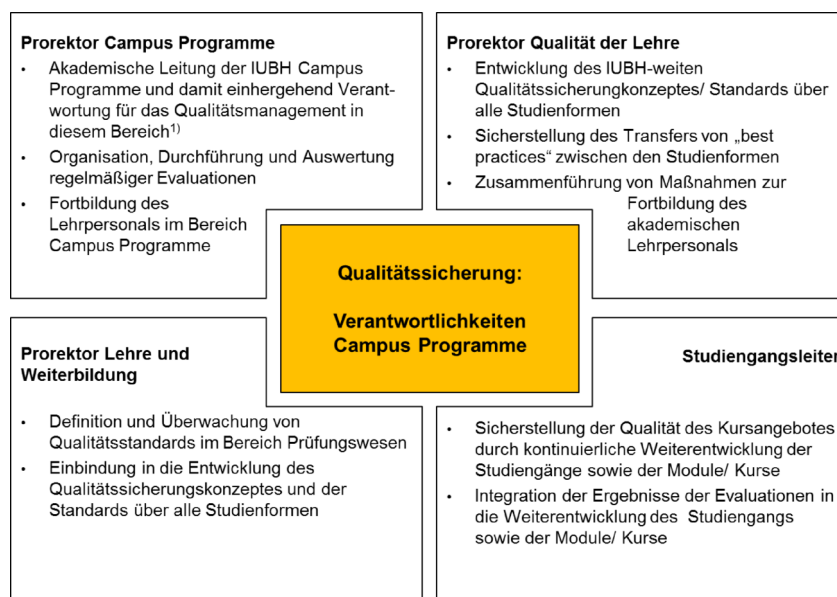 Prorektor Campus Programme
• Akademische Leitung der IUBH Campus
Programme und damit einhergehend Verant-
wortung für das Qualitätsmanagement in
diesem Bereich1)
• Organisation, Durchführung und Auswertung
regelmäßiger Evaluationen
• Fortbildung des
Lehrpersonals im Bereich
Campus Programme
Prorektor Qualität der Lehre
• Entwicklung des IUBH-weiten
Qualitätssicherungkonzeptes/ Standards über
alle Studienformen
• Sicherstellung des Transfers von „best
practices“ zwischen den Studienformen
• Zusammenführung von Maßnahmen zur
Fortbildung des
akademischen
Lehrpersonals
Qualitätssicherung:
Verantwortlichkeiten
Campus Programme
Prorektor Lehre und
Weiterbildung
• Definition und Überwachung von
Qualitätsstandards im Bereich Prüfungswesen
• Einbindung in die Entwicklung des
Qualitätssicherungskonzeptes und der
Standards über alle Studienformen
Studiengangsleiter
• Sicherstellung der Qualität des Kursangebotes
durch kontinuierliche Weiterentwicklung der
Studiengänge sowie der Module/ Kurse
• Integration der Ergebnisse der Evaluationen in
die Weiterentwicklung des Studiengangs
sowie der Module/ Kurse